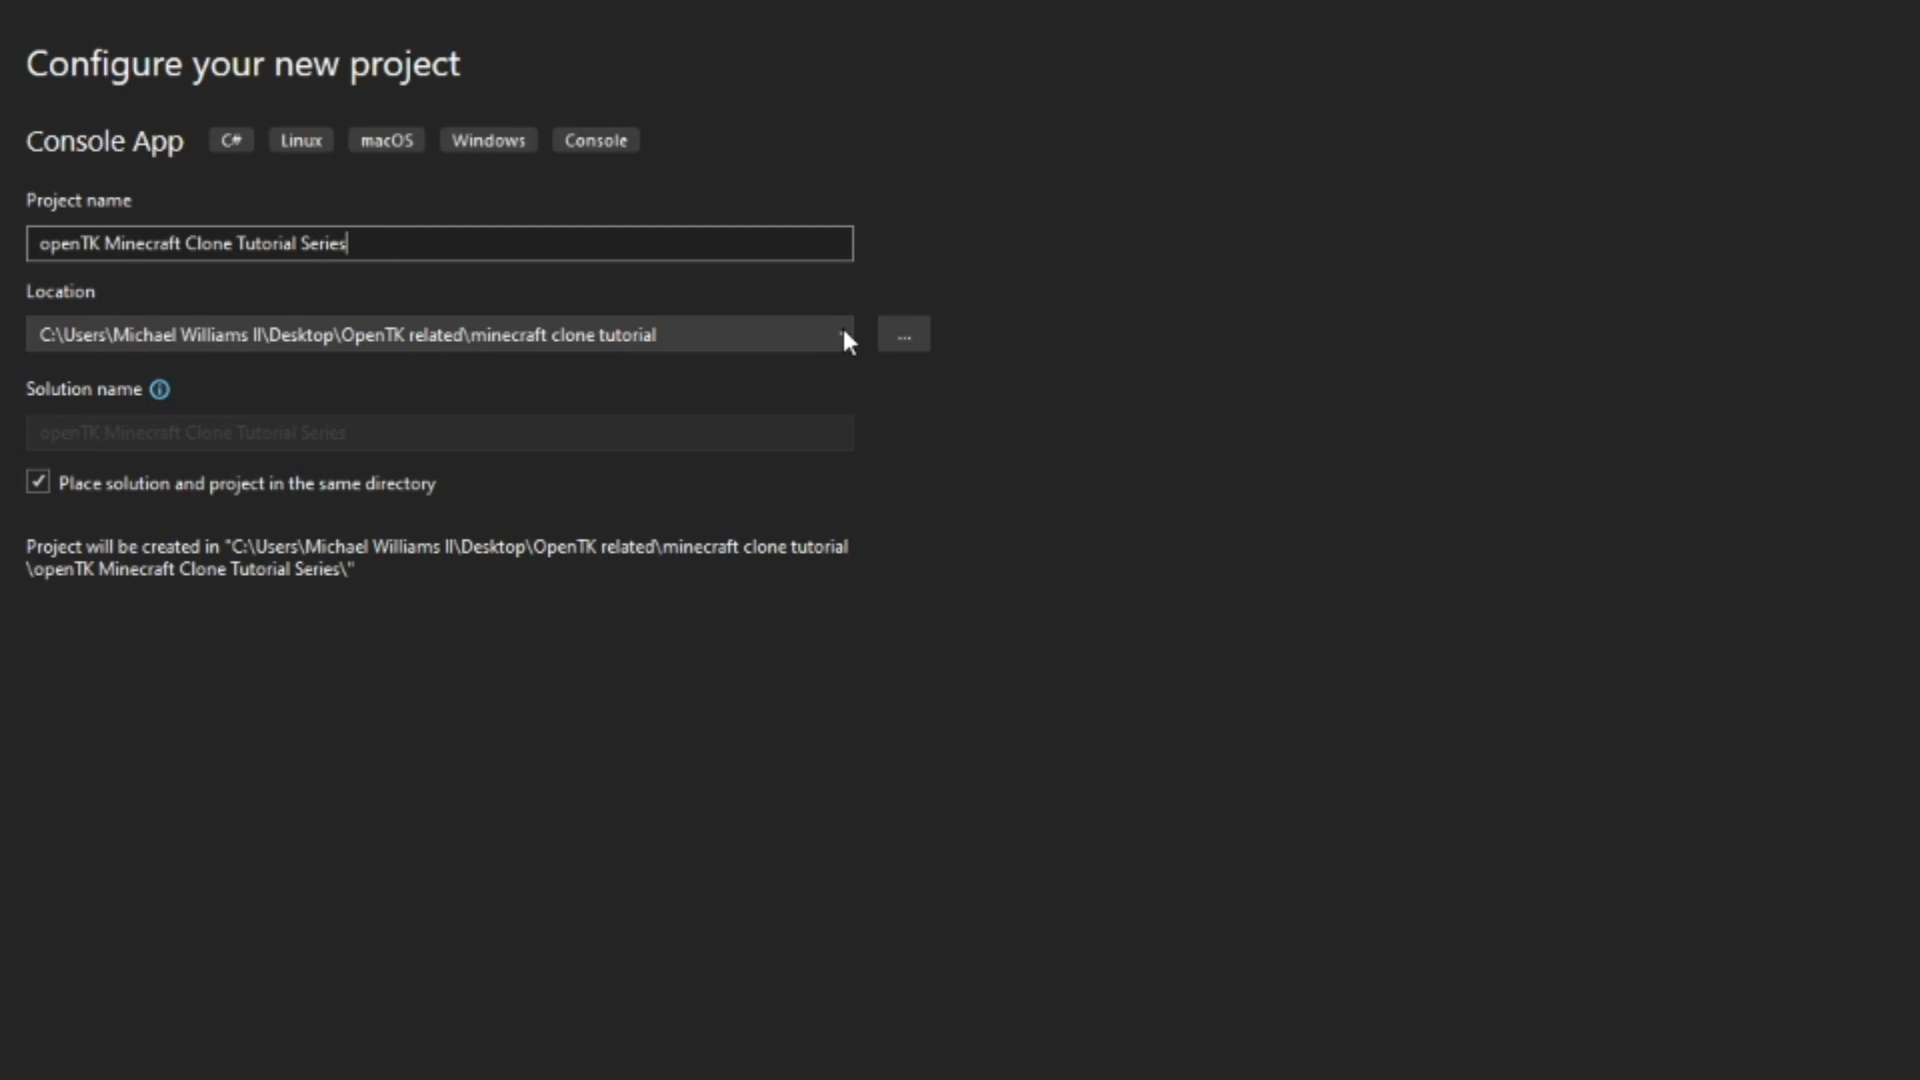 Configure your new project
Console App C# Linux macOS Windows Console
Project name
openTK Minecraft Clone Tutorial Series
Location
C:\Users\Michael Williams II\Desktop\OpenTK related\minecraft clone tutorial ...
Solution name
openTK Minecraft Clone Tutorial Series
Place solution and project in the same directory
Project will be created in "C:\Users\Michael Williams II\Desktop\OpenTK related\minecraft clone tutorial
\openTK Minecraft Clone Tutorial Series\"